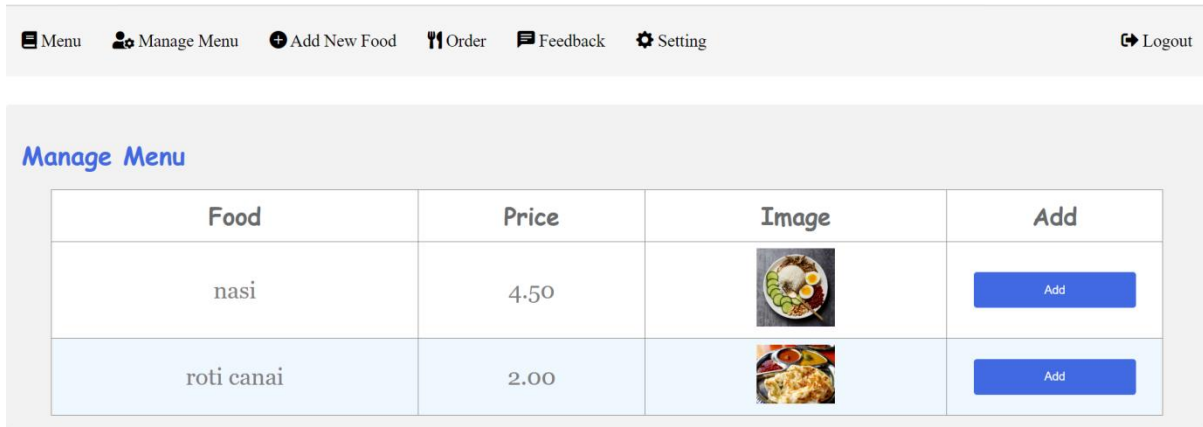 Menu Manage Menu Add New Food Order Feedback Setting Logout
Manage Menu
Food Price Image Add
nasi 4.50 Add
roti canai 2.00 Add